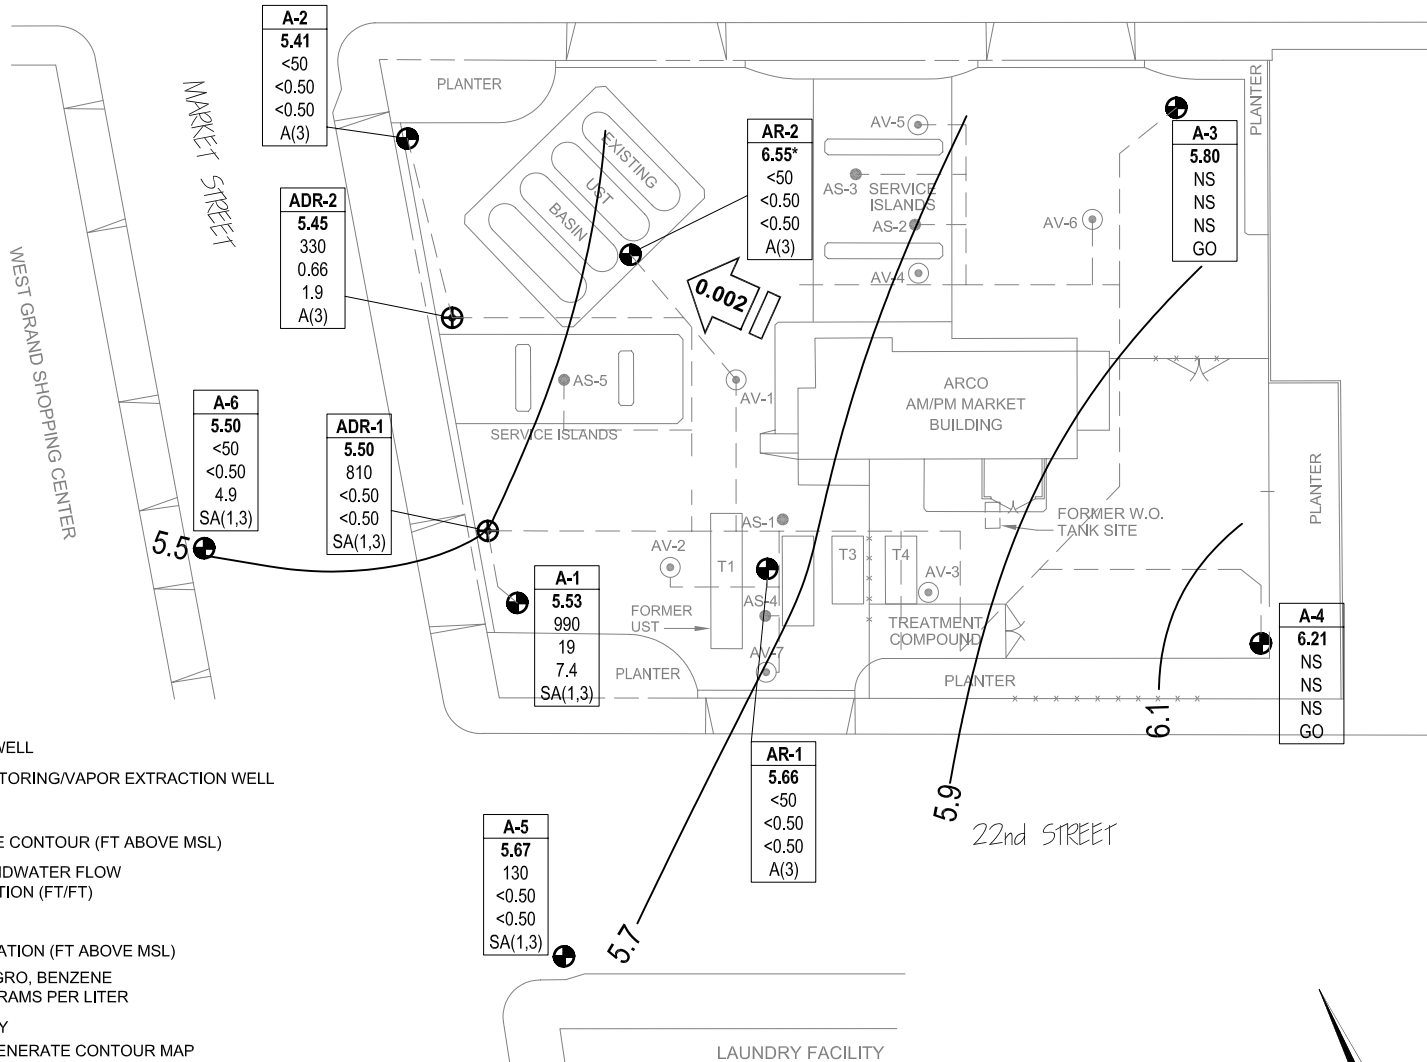 A-2
5.41
<50
<0.50
<0.50
A(3)
PLANTER
MARKET STREET
EXISTING
UST
BASIN
AR-2
6.55*
<50
<0.50
<0.50
A(3)
AV-5
AS-3
SERVICE
ISLANDS
AS-2
AV-4
AV-6
A-3
5.80
NS
NS
NS
GO
PLANTER
ADR-2
5.45
330
0.66
1.9
A(3)
0.002
WEST GRAND SHOPPING CENTER
A-6
5.50
<50
<0.50
4.9
SA(1,3)
ADR-1
5.50
810
<0.50
<0.50
SA(1,3)
AS-5
SERVICE ISLANDS
AV-1
ARCO
AM/PM MARKET
BUILDING
PLANTER
5.5
AS-1
FORMER W.O.
TANK SITE
AV-2
T1
T3
T4
AV-3
A-1
5.53
990
19
7.4
SA(1,3)
AS-4
FORMER
UST
TREATMENT
COMPOUND
AV-7
PLANTER
PLANTER
A-4
6.21
NS
NS
NS
GO
6.1
WELL
TORING/VAPOR EXTRACTION WELL
AR-1
5.66
<50
<0.50
<0.50
A(3)
5.9
22nd STREET
E CONTOUR (FT ABOVE MSL)
NDWATER FLOW
TION (FT/FT)
A-5
5.67
130
<0.50
<0.50
SA(1,3)
5.7
ATION (FT ABOVE MSL)
GRO, BENZENE
RAMS PER LITER
Y
ENERATE CONTOUR MAP
LAUNDRY FACILITY